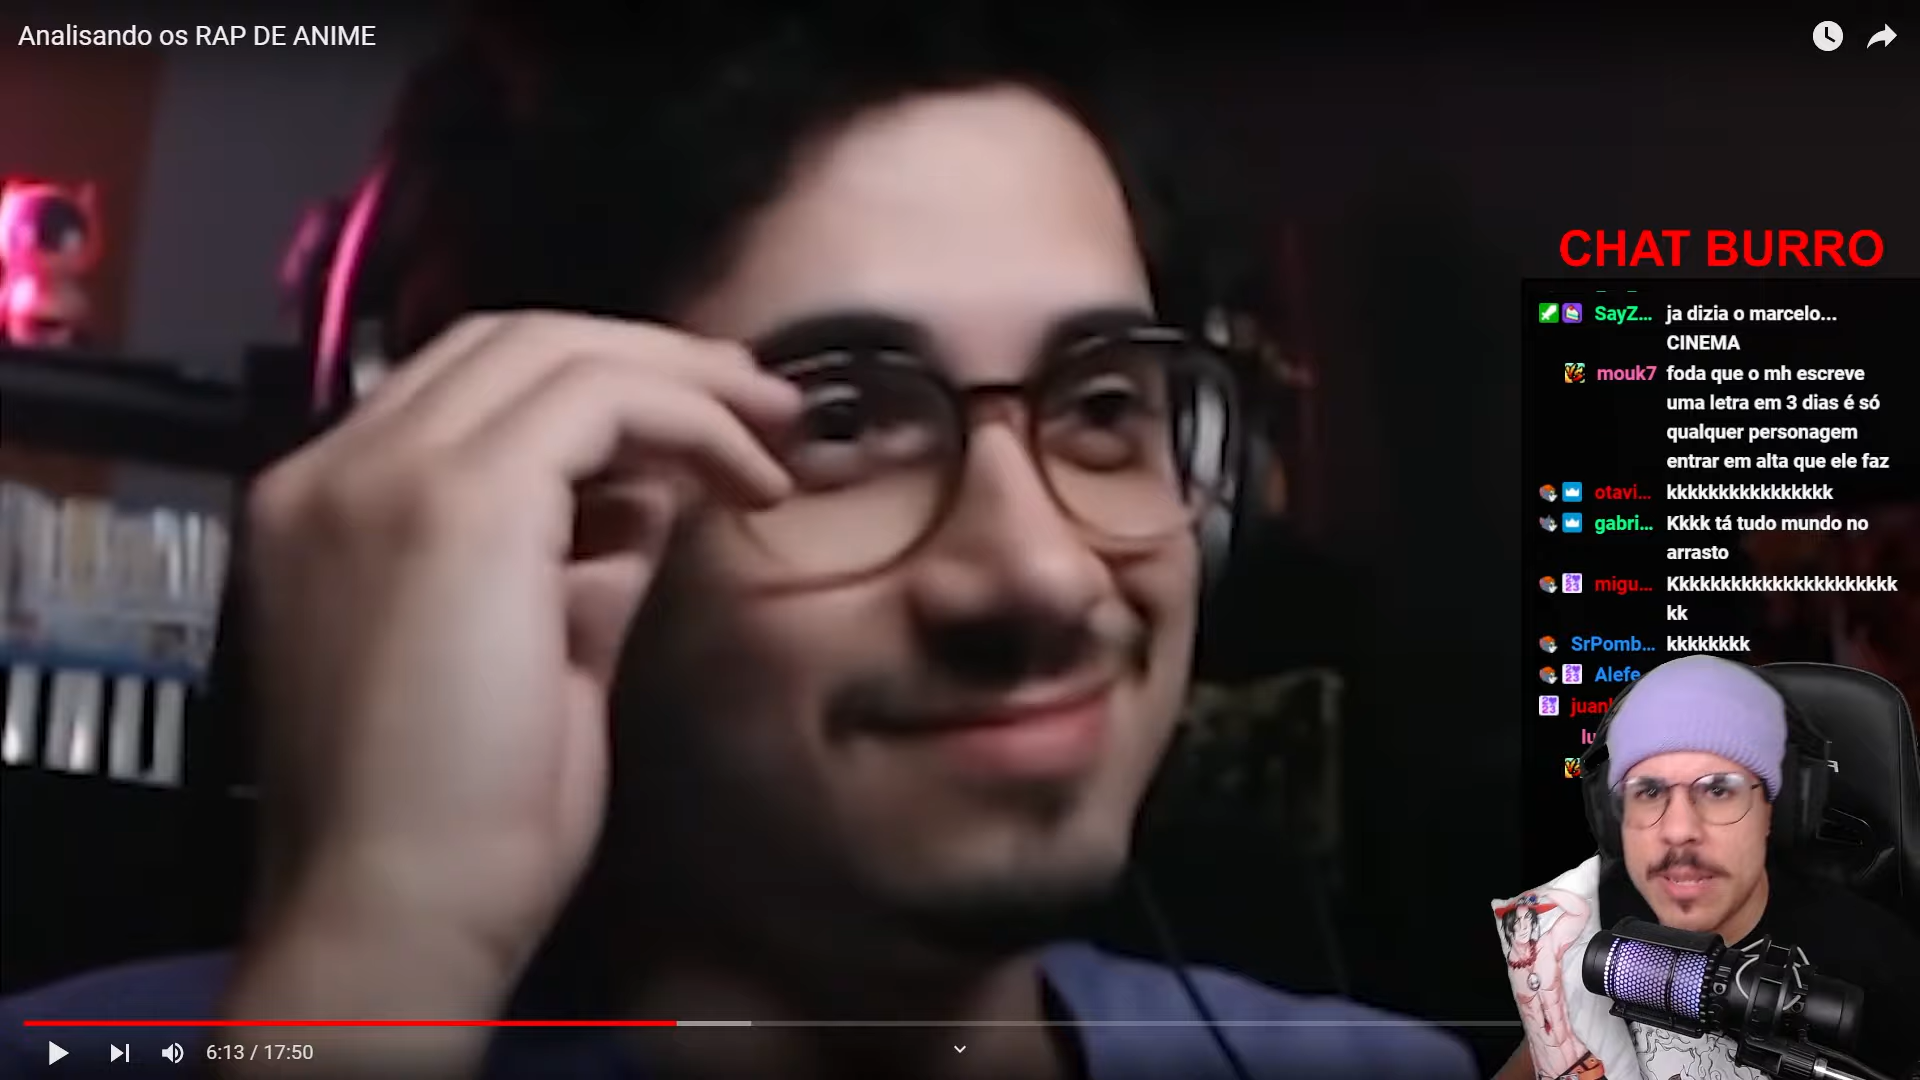 Analisando os RAP DE ANIME
CHAT BURRO
SayZ... ja dizia o marcelo...
CINEMA
mouk7 foda que o mh escreve
uma letra em 3 dias é só
qualquer personagem
entrar em alta que ele faz
otavi... kkkkkkkkkkkkkkkk
gabri... Kkkk tá tudo mundo no
arrasto
migu... Kkkkkkkkkkkkkkkkkkkkkk
kk
SrPomb... kkkkkkkk
Alefe
6:13 / 17:50